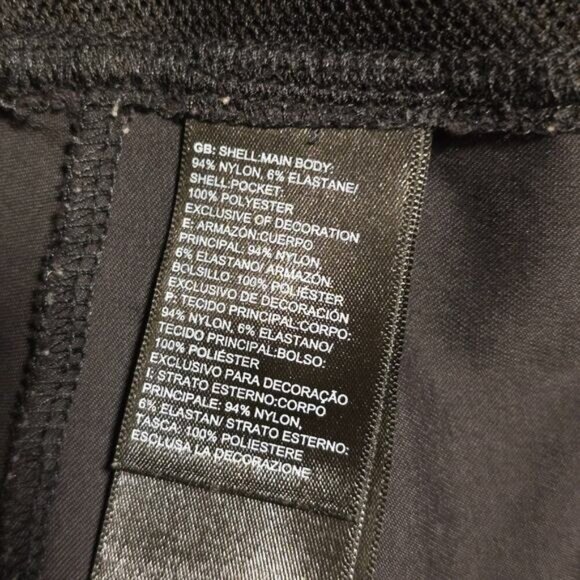 GB: SHELL:MAIN BODY:
94% NYLON, 6% ELASTANE/
SHELL:POCKET:
100% POLYESTER
EXCLUSIVE OF DECORATION
E: ARMAZÓN:CUERPO
PRINCIPAL: 94% NYLON,
6% ELASTANO/ ARMAZÓN:
BOLSILLO: 100% POLIÉSTER
EXCLUSIVO DE DECORACIÓN
P: TECIDO PRINCIPAL:CORPO:
94% NYLON, 6% ELASTANO/
TECIDO PRINCIPAL:BOLSO:
100% POLIÉSTER
EXCLUSIVO PARA DECORAÇÃO
I: STRATO ESTERNO:CORPO
PRINCIPALE: 94% NYLON,
6% ELASTAN/ STRATO ESTERNO:
TASCA: 100% POLIESTERE
ESCLUSA LA DECORAZIONE